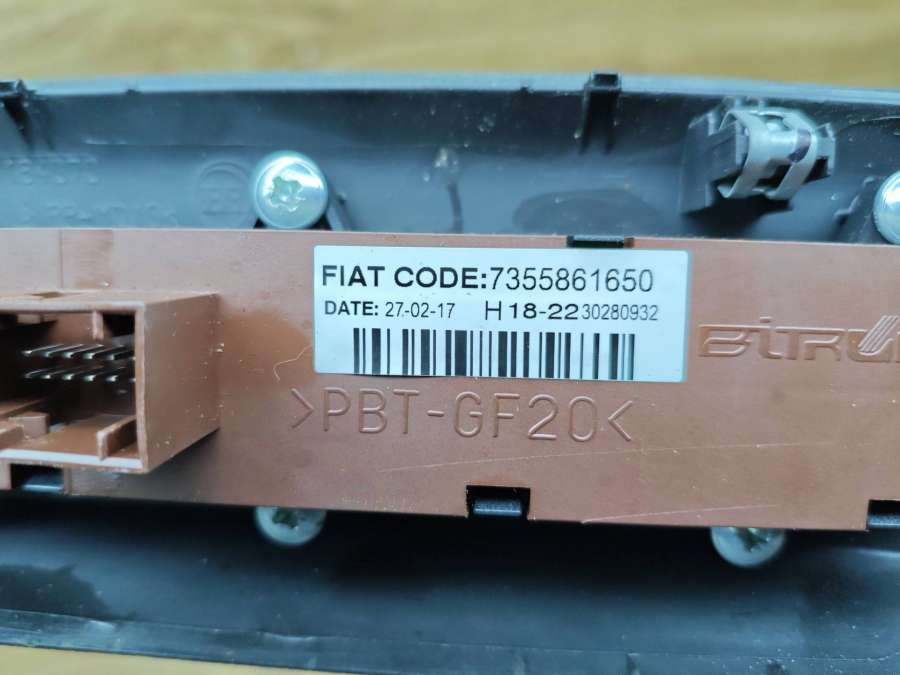 FIAT CODE:7355861650
DATE: 27-02-17 H 18-22 30280932
>PBT-GF20<